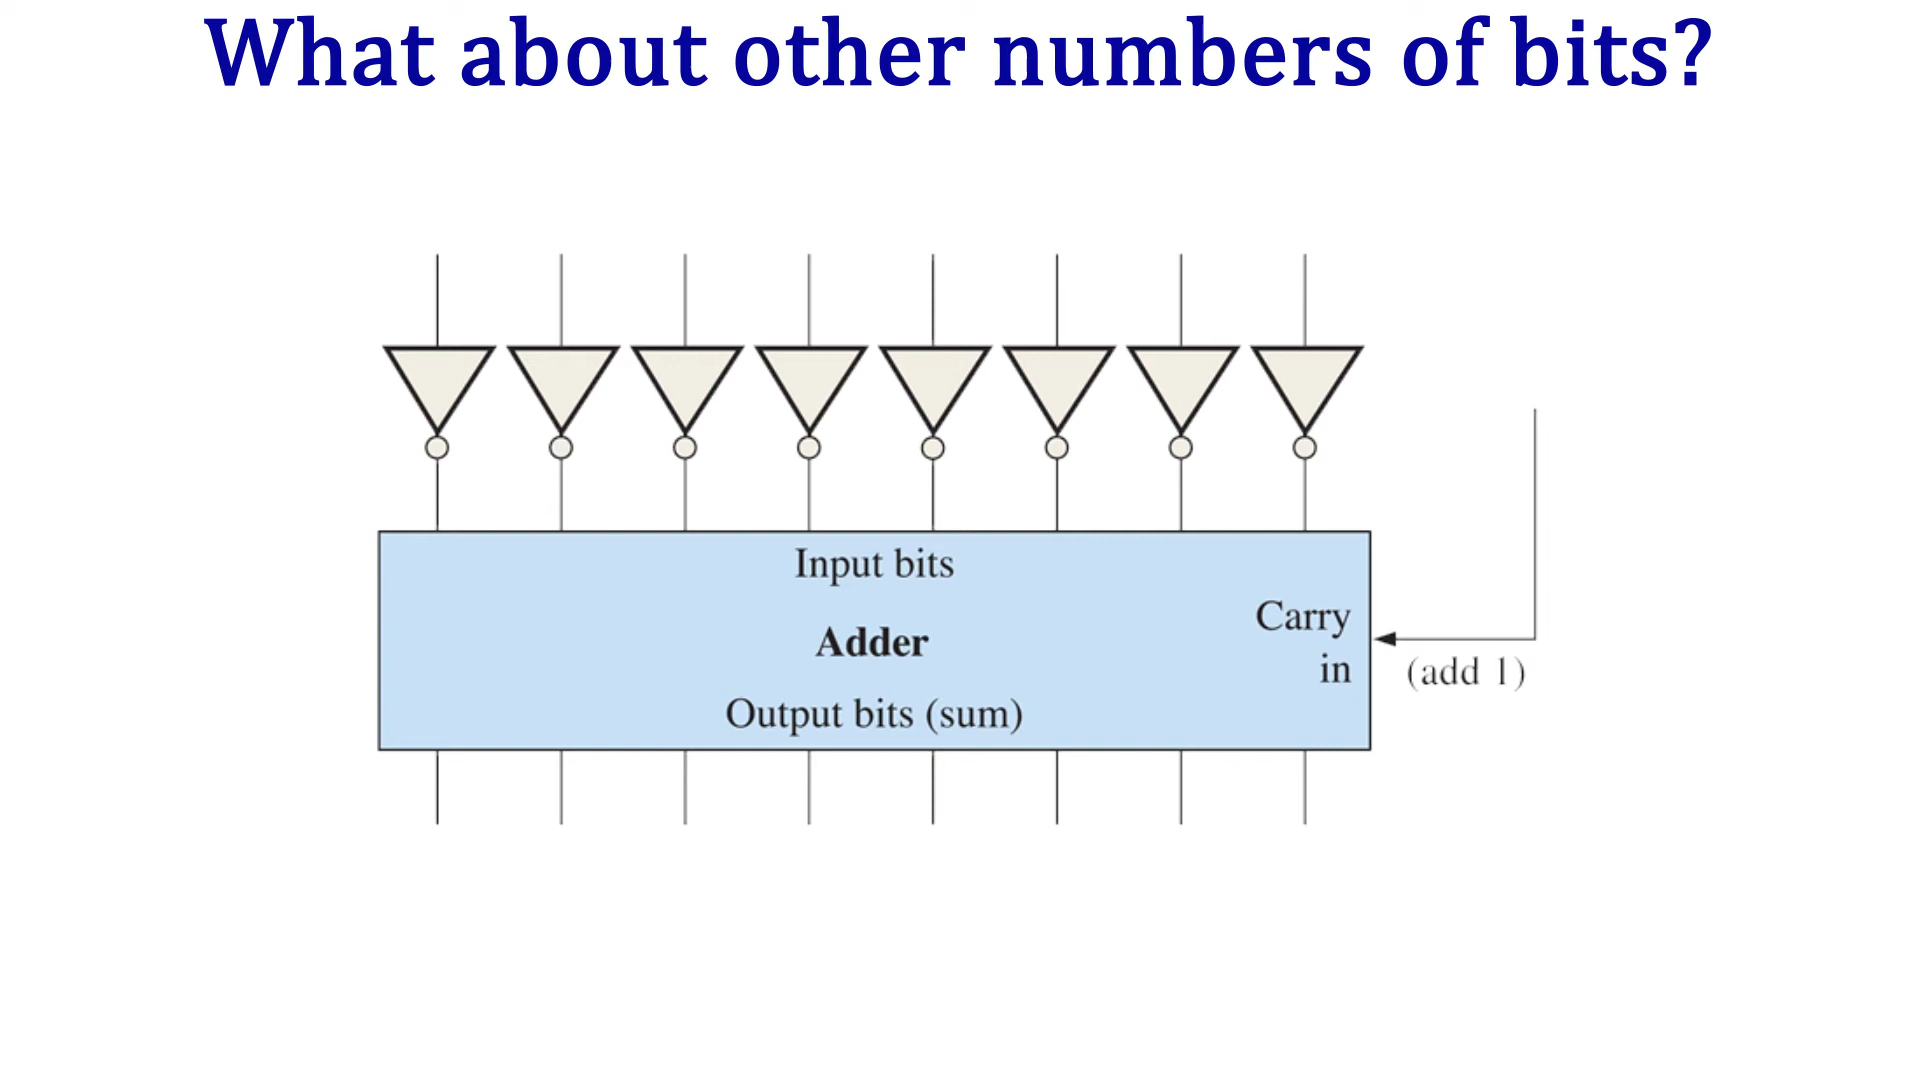 What about other numbers of bits?
Input bits
Adder
Carry
in
(add 1)
Output bits (sum)